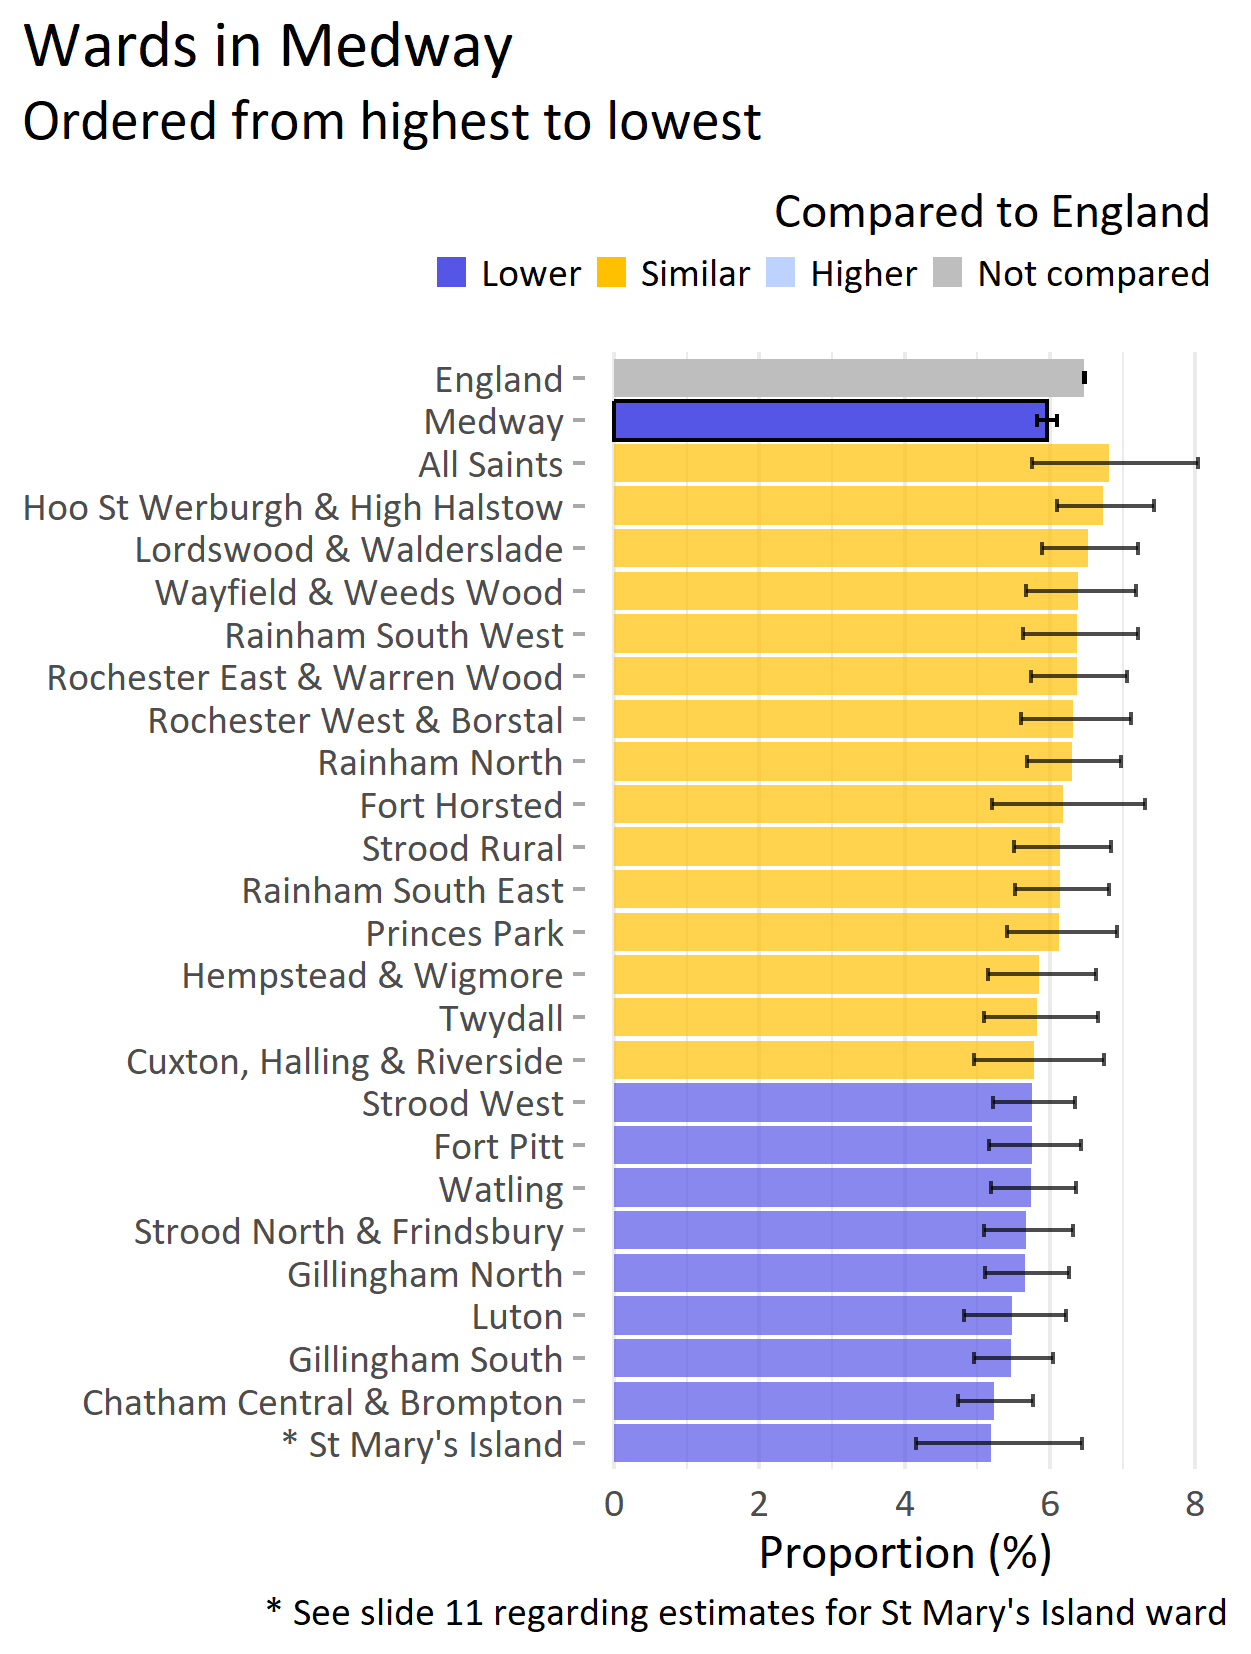 Wards in Medway
Ordered from highest to lowest
Compared to England
Lower Similar Higher Not compared
England
Medway
All Saints
Hoo St Werburgh & High Halstow
Lordswood & Walderslade
Wayfield & Weeds Wood
Rainham South West
Rochester East & Warren Wood
Rochester West & Borstal
Rainham North
Fort Horsted
Strood Rural
Rainham South East
Princes Park
Hempstead & Wigmore
Twydall
Cuxton, Halling & Riverside
Strood West
Fort Pitt
Watling
Strood North & Frindsbury
Gillingham North
Luton
Gillingham South
Chatham Central & Brompton
* St Mary's Island
0 2 4 6 8
Proportion (%)
* See slide 11 regarding estimates for St Mary's Island ward